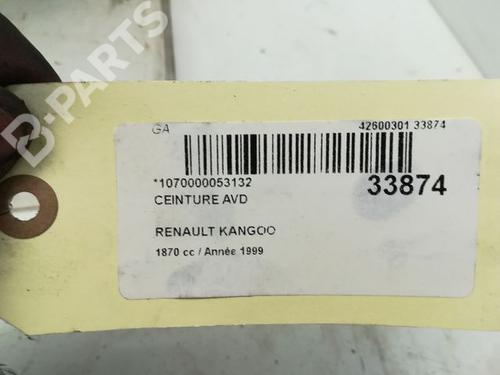 B-PARTS
GA 42600301 33874
*1070000053132 33874
CEINTURE AVD
RENAULT KANGOO
1870 cc / Année 1999